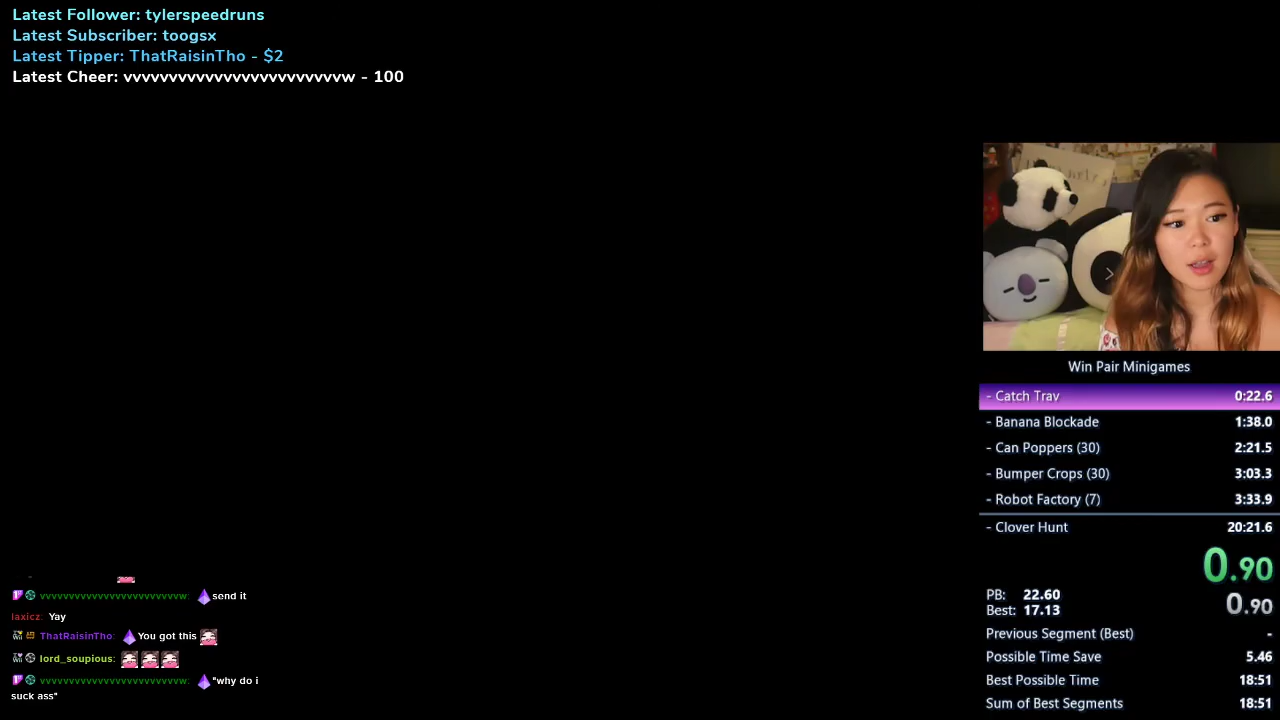 Latest Follower: tylerspeedruns
Latest Subscriber: toogsx
Latest Tipper: ThatRaisinTho - $2
Latest Cheer: vvvvvvvvvvvvvvvvvvvvvvvvw - 100
Win Pair Minigames
- Catch Trav 0:22.6
- Banana Blockade 1:38.0
- Can Poppers (30) 2:21.5
- Bumper Crops (30) 3:03.3
- Robot Factory (7) 3:33.9
- Clover Hunt 20:21.6
0.90
PB: 22.60
Best: 17.13
0.90
Previous Segment (Best) -
Possible Time Save 5.46
Best Possible Time 18:51
Sum of Best Segments 18:51
vvvvvvvvvvvvvvvvvvvvvvvvw: send it
laxicz: Yay
ThatRaisinTho: You got this
lord_soupious:
vvvvvvvvvvvvvvvvvvvvvvvvw: "why do i
suck ass"